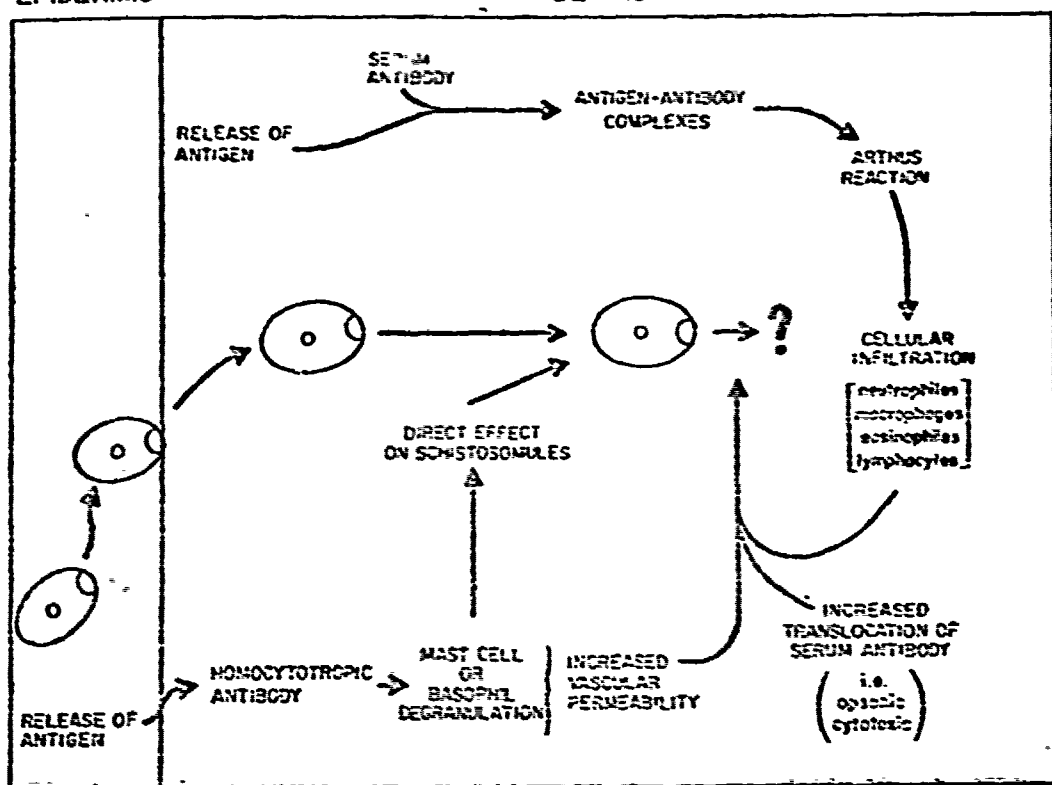 SERUM
ANTIBODY
RELEASE OF
ANTIGEN
ANTIGEN-ANTIBODY
COMPLEXES
ARTHUS
REACTION
?
CELLULAR
INFILTRATION
neutrophiles
macrophages
eosinophiles
lymphocytes
DIRECT EFFECT
ON SCHISTOSOMULES
INCREASED
TRANSLOCATION OF
SERUM ANTIBODY
i.e.
opsonic
cytotoxic
HOMOCYTOTROPIC
ANTIBODY
MAST CELL
OR
BASOPHIL
DEGRANULATION
INCREASED
VASCULAR
PERMEABILITY
RELEASE OF
ANTIGEN